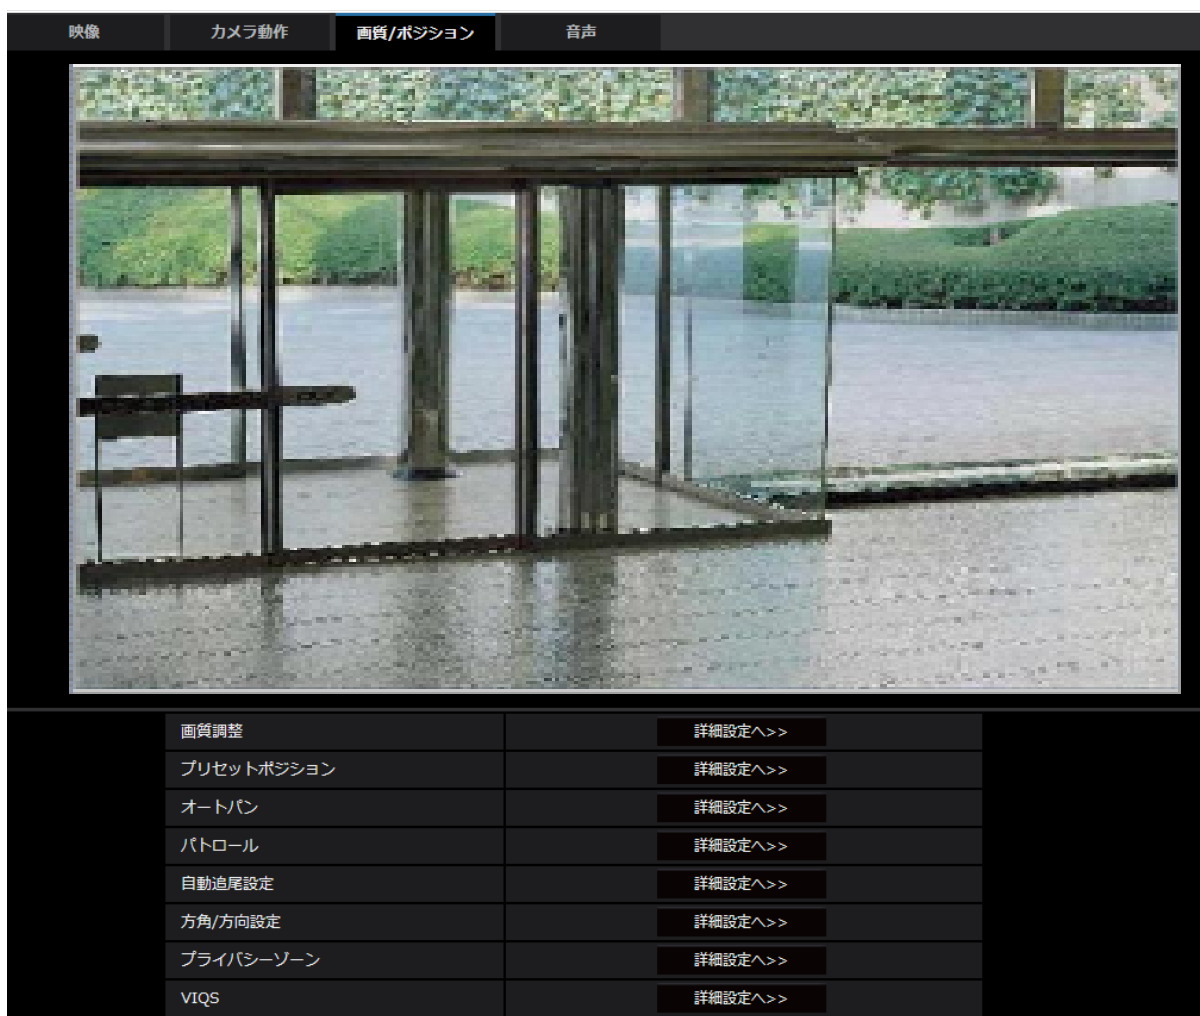 映像 カメラ動作 画質/ポジション 音声
画質調整 詳細設定へ>>
プリセットポジション 詳細設定へ>>
オートパン 詳細設定へ>>
パトロール 詳細設定へ>>
自動追尾設定 詳細設定へ>>
方角/方向設定 詳細設定へ>>
プライバシーゾーン 詳細設定へ>>
VIQS 詳細設定へ>>